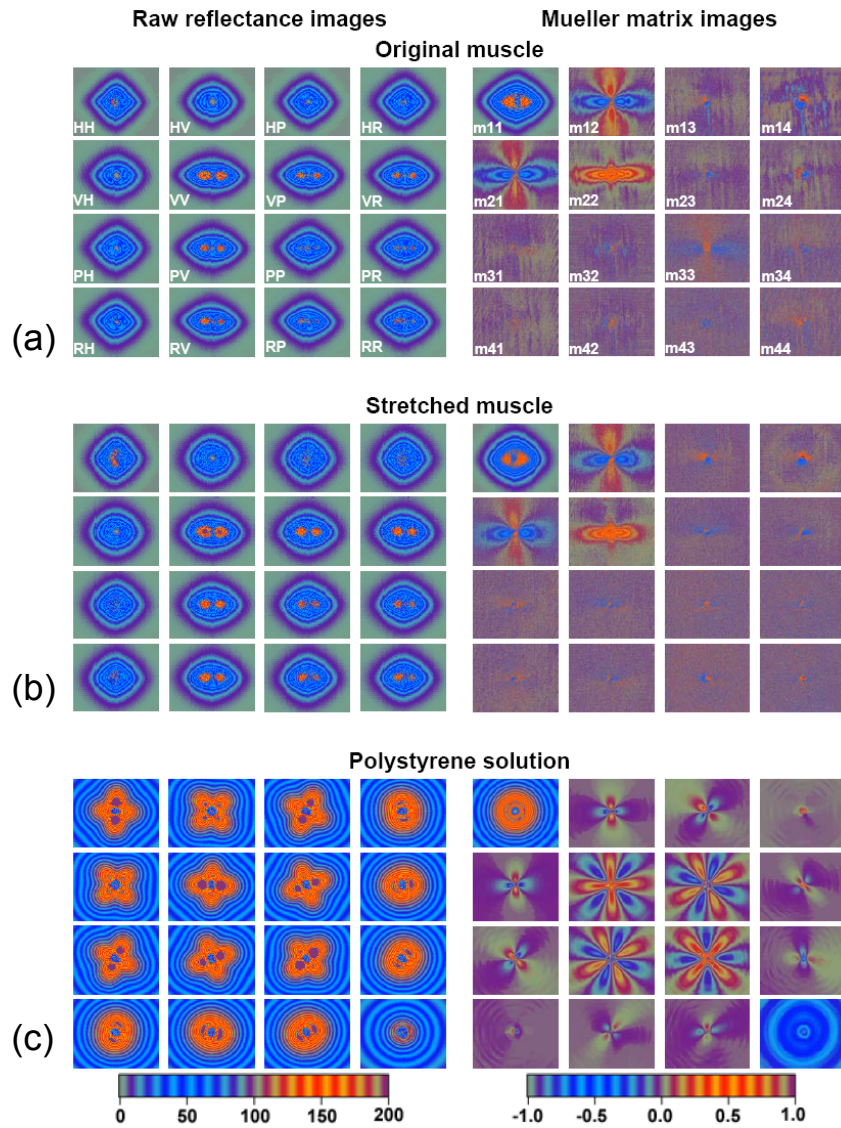 Raw reflectance images Mueller matrix images
Original muscle
HH HV HP HR m11 m12 m13 m14
VH VV VP VR m21 m22 m23 m24
PH PV PP PR m31 m32 m33 m34
(a)
RH RV RP RR m41 m42 m43 m44
Stretched muscle
(b)
Polystyrene solution
(c)
0 50 100 150 200 -1.0 -0.5 0.0 0.5 1.0